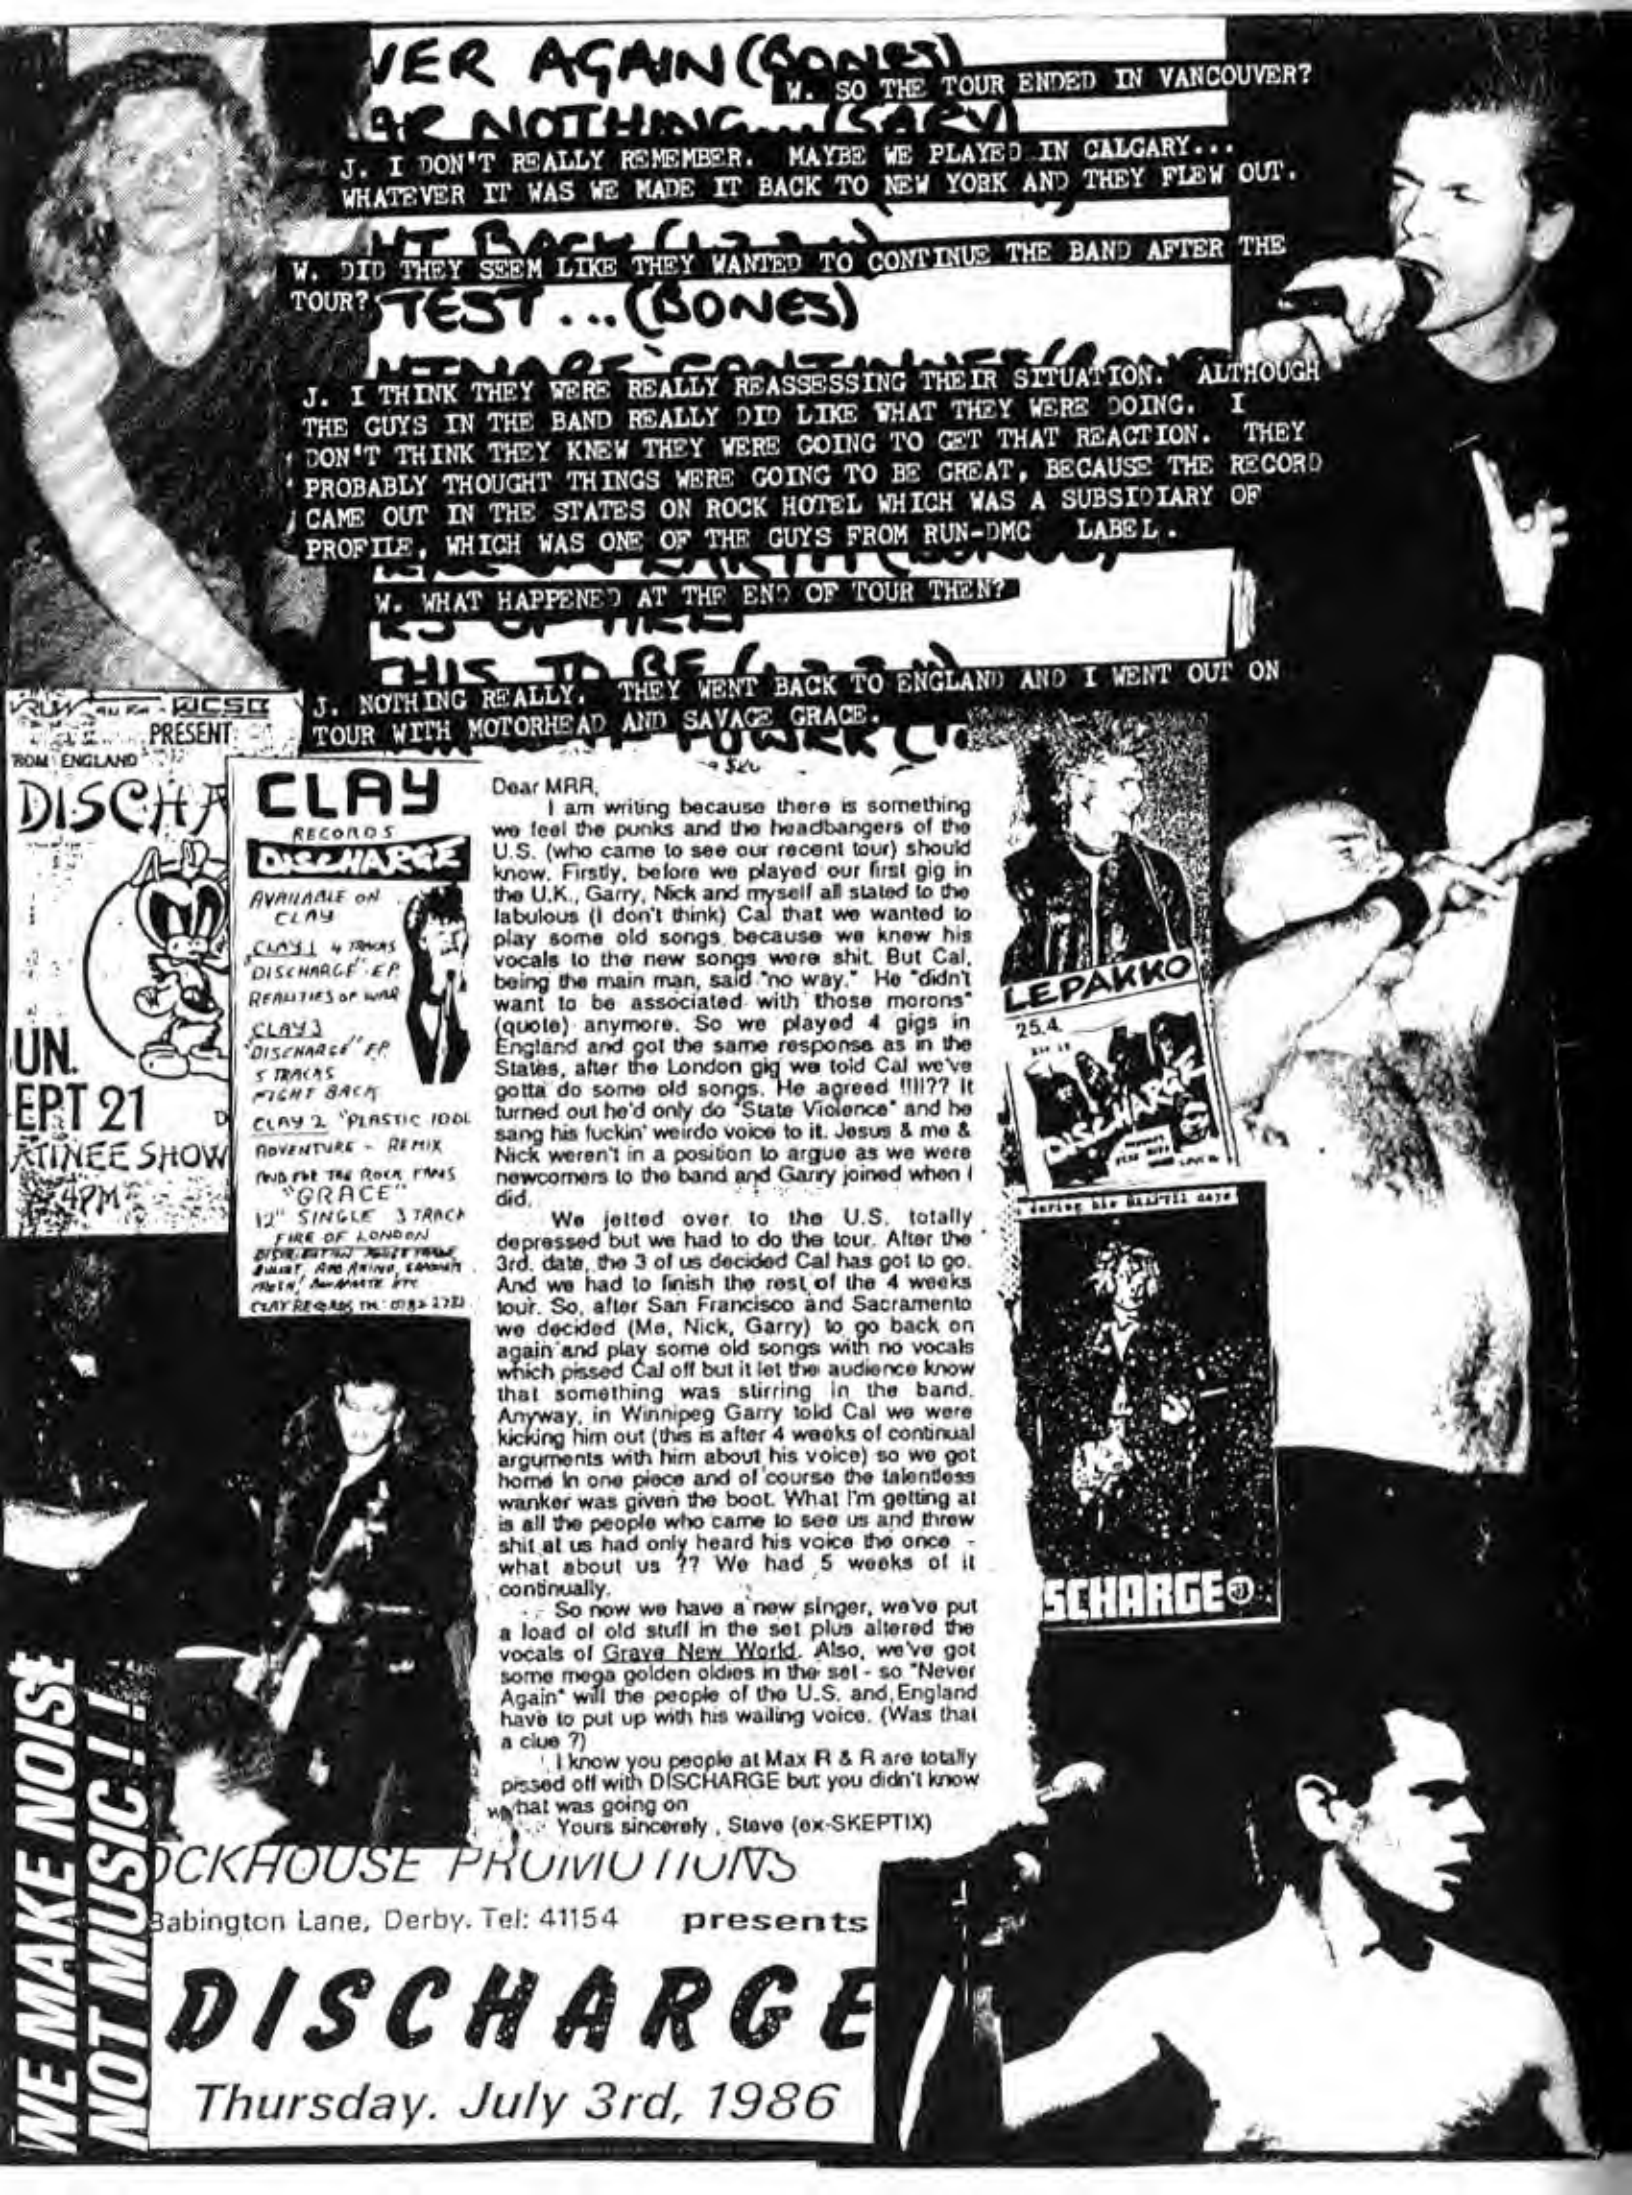 VER AGAIN (BONES)
W. SO THE TOUR ENDED IN VANCOUVER?
NOTHING...(GARY)
J. I DON'T REALLY REMEMBER. MAYBE WE PLAYED IN CALGARY...
WHATEVER IT WAS WE MADE IT BACK TO NEW YORK AND THEY FLEW OUT.
HT BACK
W. DID THEY SEEM LIKE THEY WANTED TO CONTINUE THE BAND AFTER THE
TOUR?
TEST...(BONES)
J. I THINK THEY WERE REALLY REASSESSING THEIR SITUATION. ALTHOUGH
THE GUYS IN THE BAND REALLY DID LIKE WHAT THEY WERE DOING. I
DON'T THINK THEY KNEW THEY WERE GOING TO GET THAT REACTION. THEY
PROBABLY THOUGHT THINGS WERE GOING TO BE GREAT, BECAUSE THE RECORD
CAME OUT IN THE STATES ON ROCK HOTEL WHICH WAS A SUBSIDIARY OF
PROFILE, WHICH WAS ONE OF THE GUYS FROM RUN-DMC LABEL.
W. WHAT HAPPENED AT THE END OF TOUR THEN?
THIS TO BE
J. NOTHING REALLY. THEY WENT BACK TO ENGLAND AND I WENT OUT ON
TOUR WITH MOTORHEAD AND SAVAGE GRACE.
POWER
PRESENT
ROM ENGLAND
DISCHA
UN.
EPT 21
ATINEE SHOW
4PM
CLAY
RECORDS
DISCHARGE
AVAILABLE ON
CLAY
CLAY 1 4 TRACKS
"DISCHARGE" E.P.
REALITIES OF WAR
CLAY 3
"DISCHARGE" E.P.
5 TRACKS
FIGHT BACK
CLAY 2 "PLASTIC IDOL
ADVENTURE - REMIX
AND FOR THE ROCK FANS
"GRACE"
12" SINGLE 3 TRACK
FIRE OF LONDON
Dear MRR,
I am writing because there is something
we feel the punks and the headbangers of the
U.S. (who came to see our recent tour) should
know. Firstly, before we played our first gig in
the U.K., Garry, Nick and myself all stated to the
fabulous (I don't think) Cal that we wanted to
play some old songs because we knew his
vocals to the new songs were shit. But Cal,
being the main man, said "no way." He "didn't
want to be associated with those morons"
(quote) anymore. So we played 4 gigs in
England and got the same response as in the
States, after the London gig we told Cal we've
gotta do some old songs. He agreed !!!!?? It
turned out he'd only do "State Violence" and he
sang his fuckin' weirdo voice to it. Jesus & me &
Nick weren't in a position to argue as we were
newcomers to the band and Garry joined when I
did.
We jetted over to the U.S. totally
depressed but we had to do the tour. After the
3rd. date, the 3 of us decided Cal has got to go.
And we had to finish the rest of the 4 weeks
tour. So, after San Francisco and Sacramento
we decided (Me, Nick, Garry) to go back on
again and play some old songs with no vocals
which pissed Cal off but it let the audience know
that something was stirring in the band.
Anyway, in Winnipeg Garry told Cal we were
kicking him out (this is after 4 weeks of continual
arguments with him about his voice) so we got
home in one piece and of course the talentless
wanker was given the boot. What I'm getting at
is all the people who came to see us and threw
shit at us had only heard his voice the once -
what about us ?? We had 5 weeks of it
continually.
So now we have a new singer, we've put
a load of old stuff in the set plus altered the
vocals of Grave New World. Also, we've got
some mega golden oldies in the set - so "Never
Again" will the people of the U.S. and England
have to put up with his wailing voice. (Was that
a clue ?)
I know you people at Max R & R are totally
pissed off with DISCHARGE but you didn't know
what was going on
Yours sincerely, Steve (ex-SKEPTIX)
LEPAKKO
25.4.
DISCHARGE
SCHARGE
WE MAKE NOISE
NOT MUSIC!!!
OCKHOUSE PROMOTIONS
Babington Lane, Derby. Tel: 41154 presents
DISCHARGE
Thursday. July 3rd, 1986